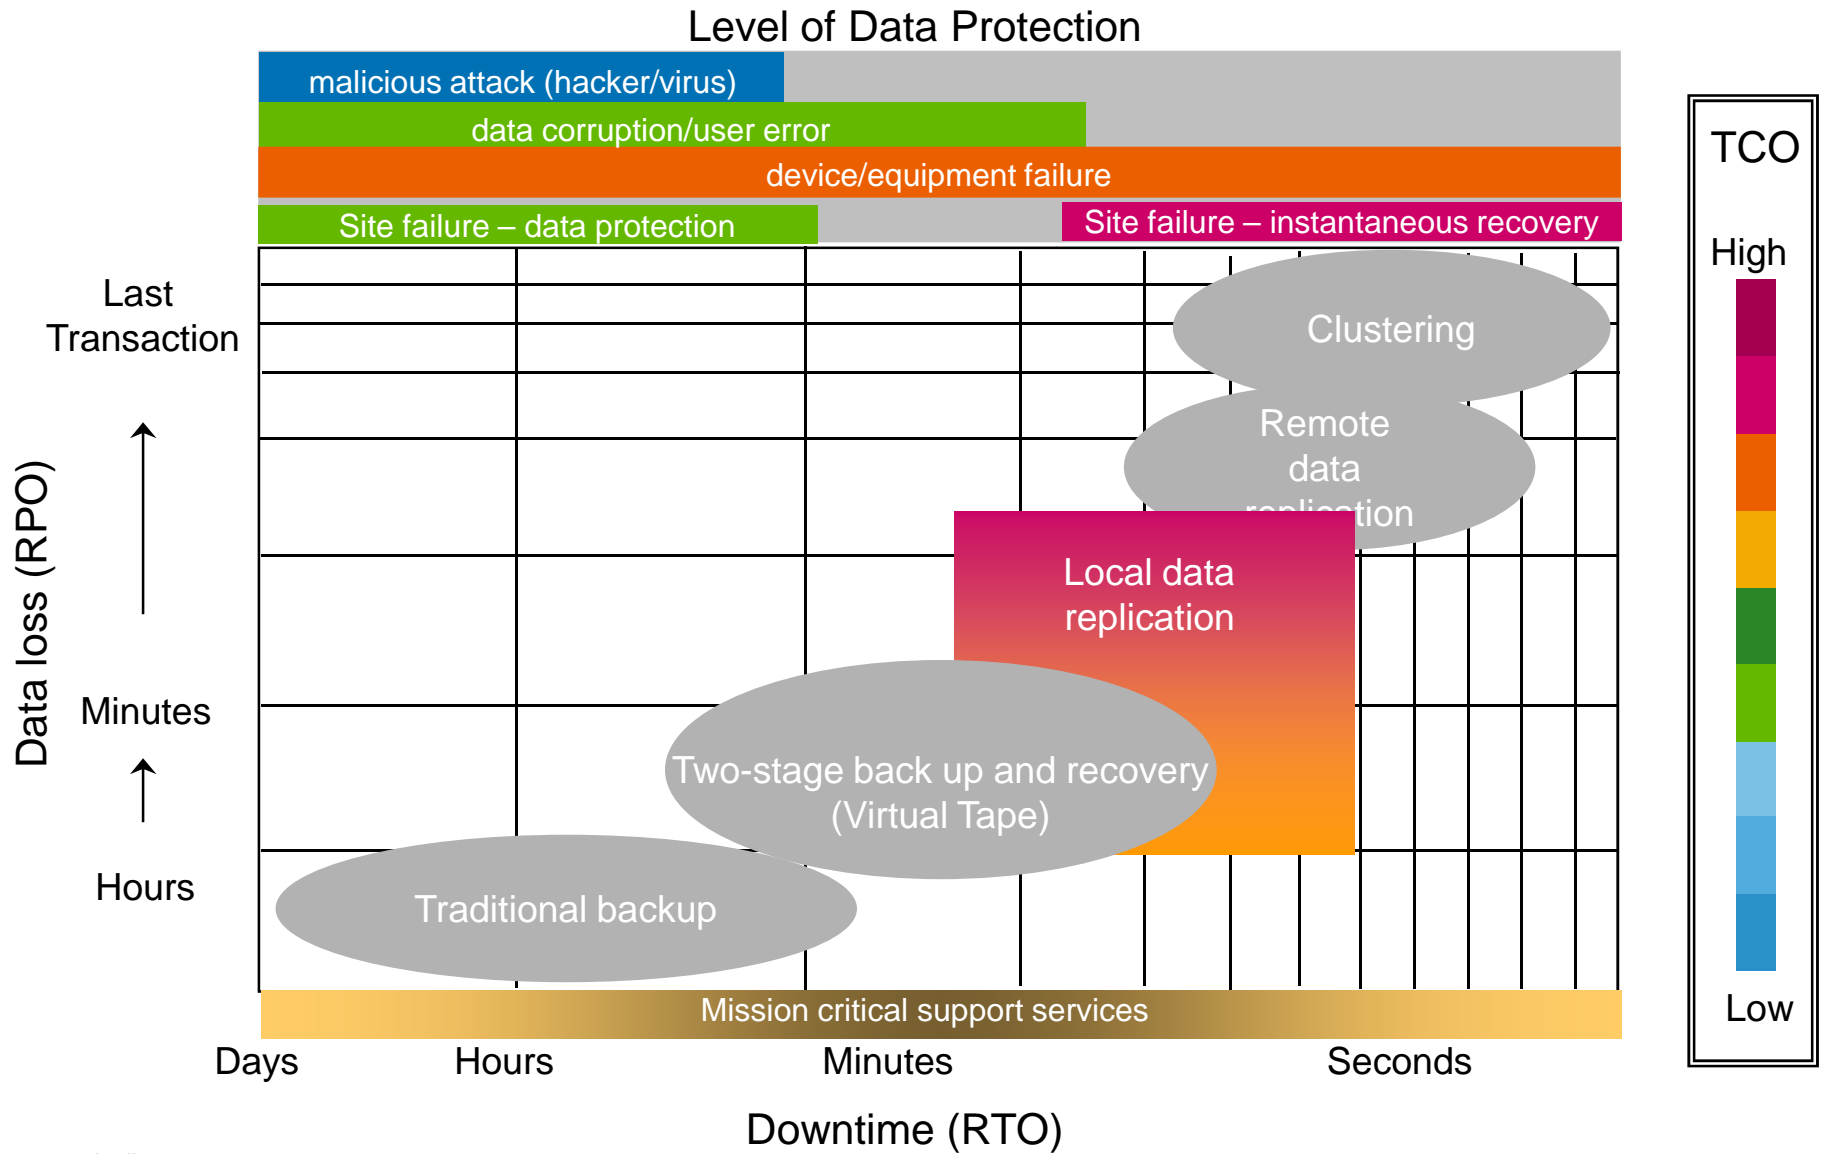 Level of Data Protection
malicious attack (hacker/virus)
data corruption/user error
device/equipment failure
Site failure – data protection
Site failure – instantaneous recovery
TCO
High
Low
Last
Transaction
Minutes
Hours
Data loss (RPO)
Clustering
Remote
data
replication
Local data
replication
Two-stage back up and recovery
(Virtual Tape)
Traditional backup
Mission critical support services
Days
Hours
Minutes
Seconds
Downtime (RTO)